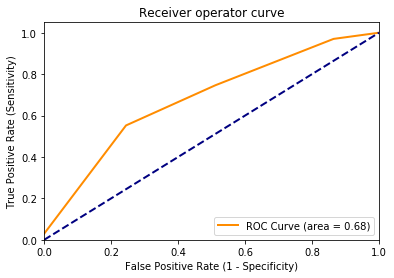 Receiver operator curve
True Positive Rate (Sensitivity)
1.0
0.8
0.6
0.4
0.2
0.0
ROC Curve (area = 0.68)
0.0 0.2 0.4 0.6 0.8 1.0
False Positive Rate (1 - Specificity)